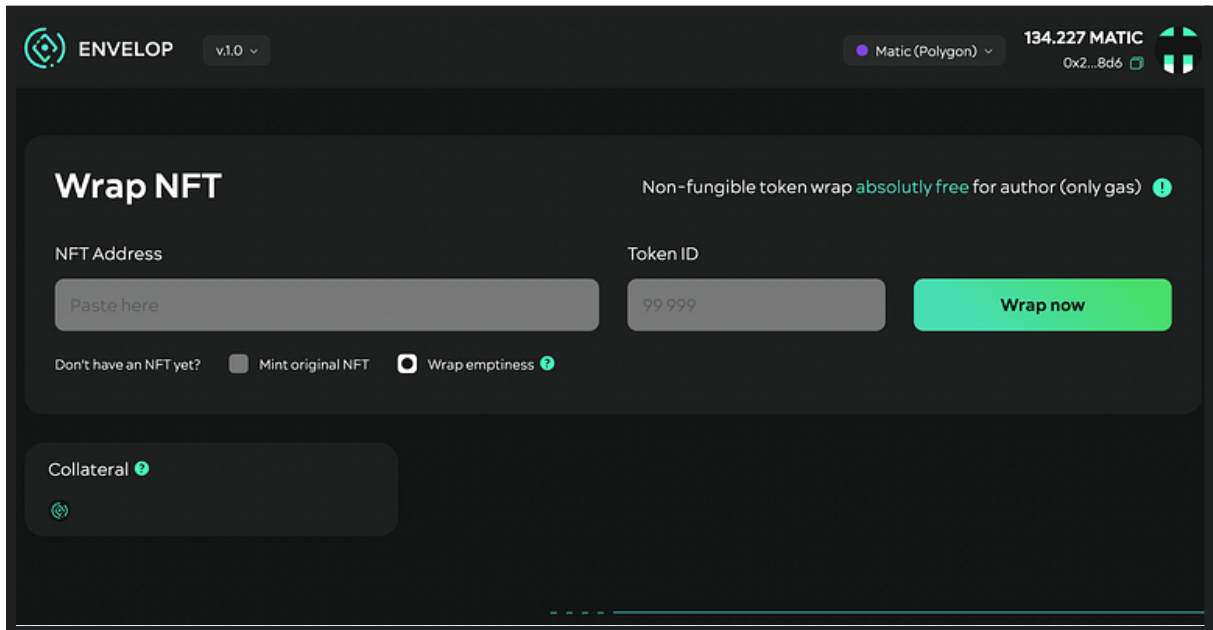 ENVELOP
v.1.0
Matic (Polygon)
134.227 MATIC
0x2...8d6
Wrap NFT
Non-fungible token wrap absolutly free for author (only gas) !
NFT Address
Token ID
Paste here
99 999
Wrap now
Don't have an NFT yet?
Mint original NFT
Wrap emptiness ?
Collateral ?